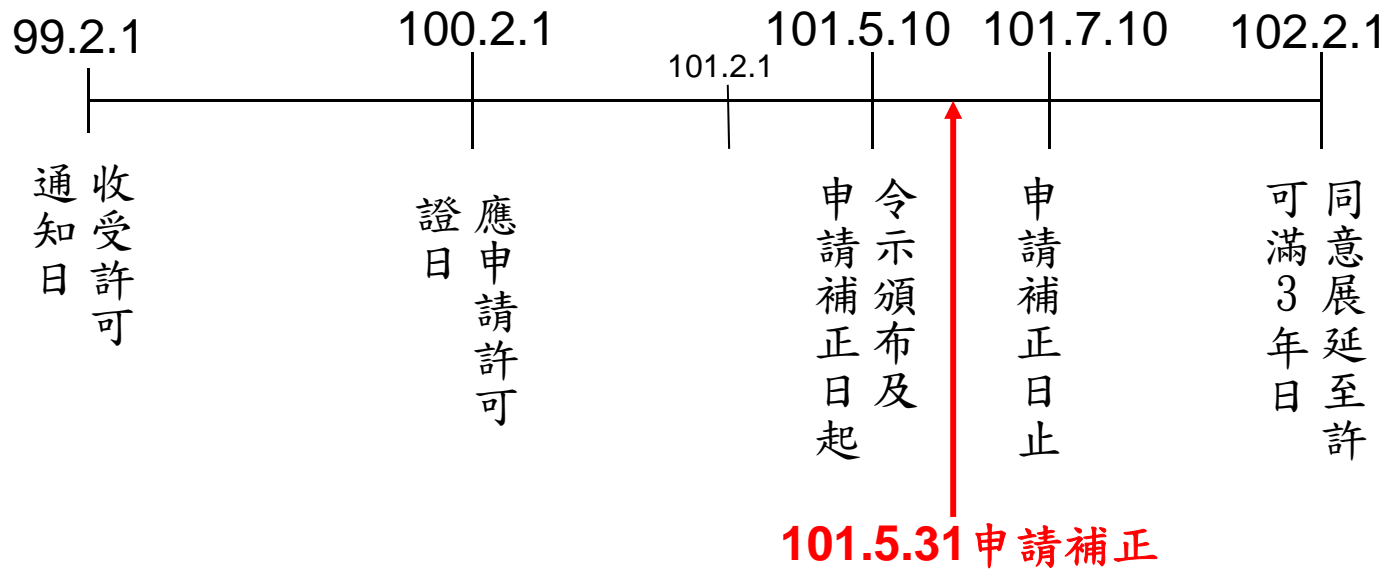 99.2.1
100.2.1
101.2.1
101.5.10
101.7.10
102.2.1
收受許可
通知日
應申請許可
證日
令示頒布及
申請補正日起
申請補正日止
同意展延至許
可滿3年日
101.5.31申請補正